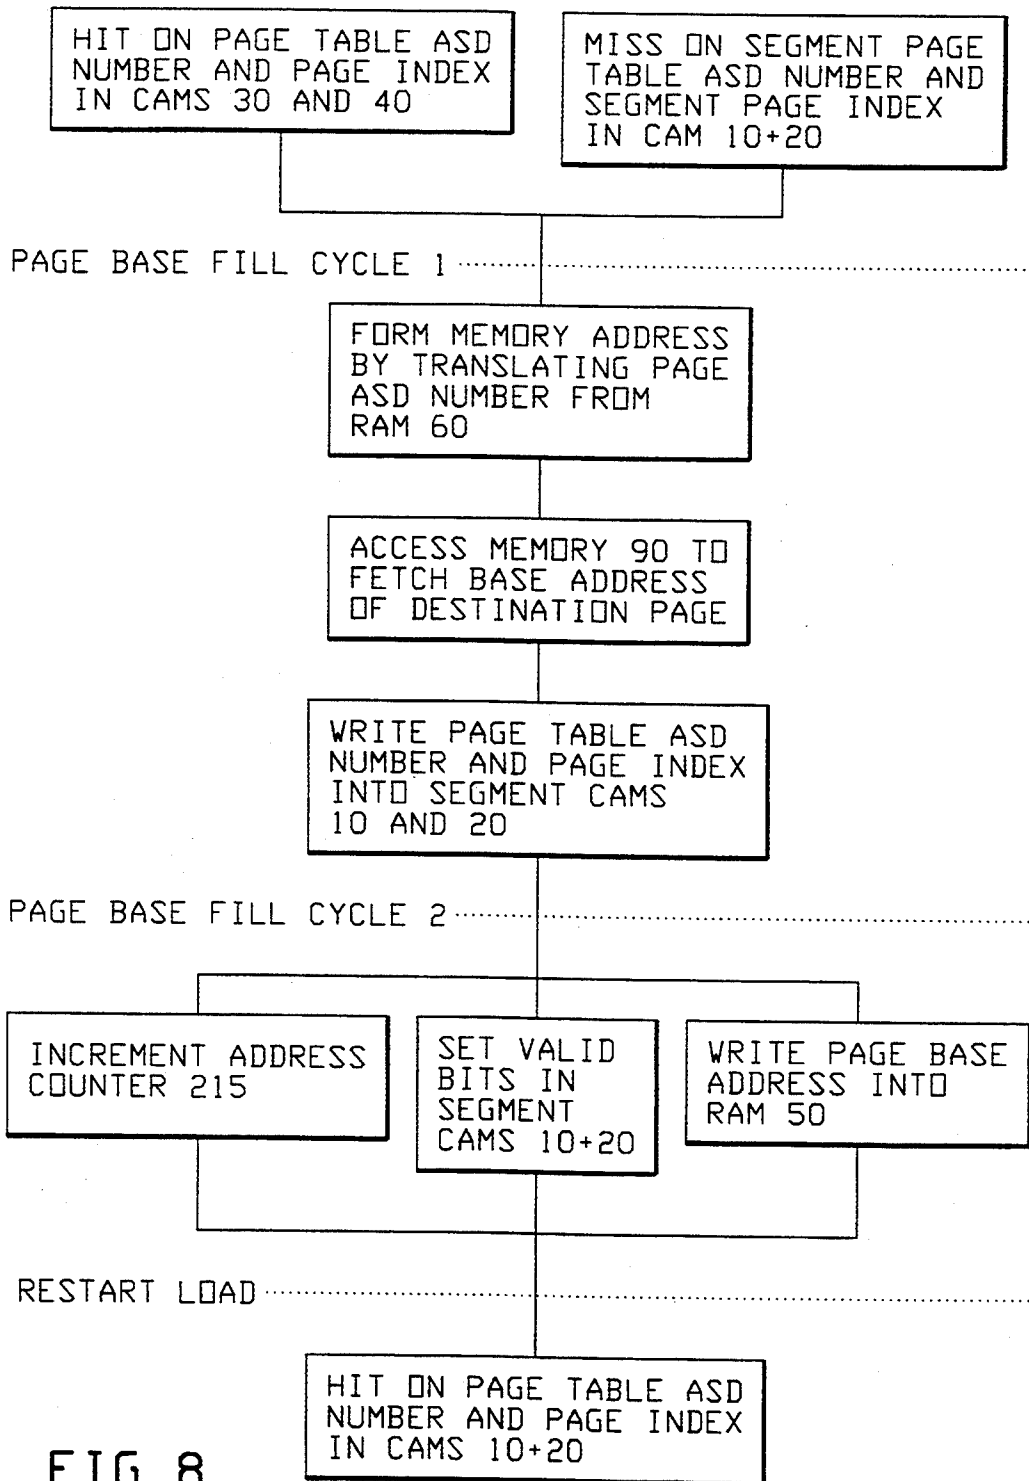 HIT ON PAGE TABLE ASD
NUMBER AND PAGE INDEX
IN CAMS 30 AND 40
MISS ON SEGMENT PAGE
TABLE ASD NUMBER AND
SEGMENT PAGE INDEX
IN CAM 10+20
PAGE BASE FILL CYCLE 1
FORM MEMORY ADDRESS
BY TRANSLATING PAGE
ASD NUMBER FROM
RAM 60
ACCESS MEMORY 90 TO
FETCH BASE ADDRESS
OF DESTINATION PAGE
WRITE PAGE TABLE ASD
NUMBER AND PAGE INDEX
INTO SEGMENT CAMS
10 AND 20
PAGE BASE FILL CYCLE 2
INCREMENT ADDRESS
COUNTER 215
SET VALID
BITS IN
SEGMENT
CAMS 10+20
WRITE PAGE BASE
ADDRESS INTO
RAM 50
RESTART LOAD
HIT ON PAGE TABLE ASD
NUMBER AND PAGE INDEX
IN CAMS 10+20
FIG 8